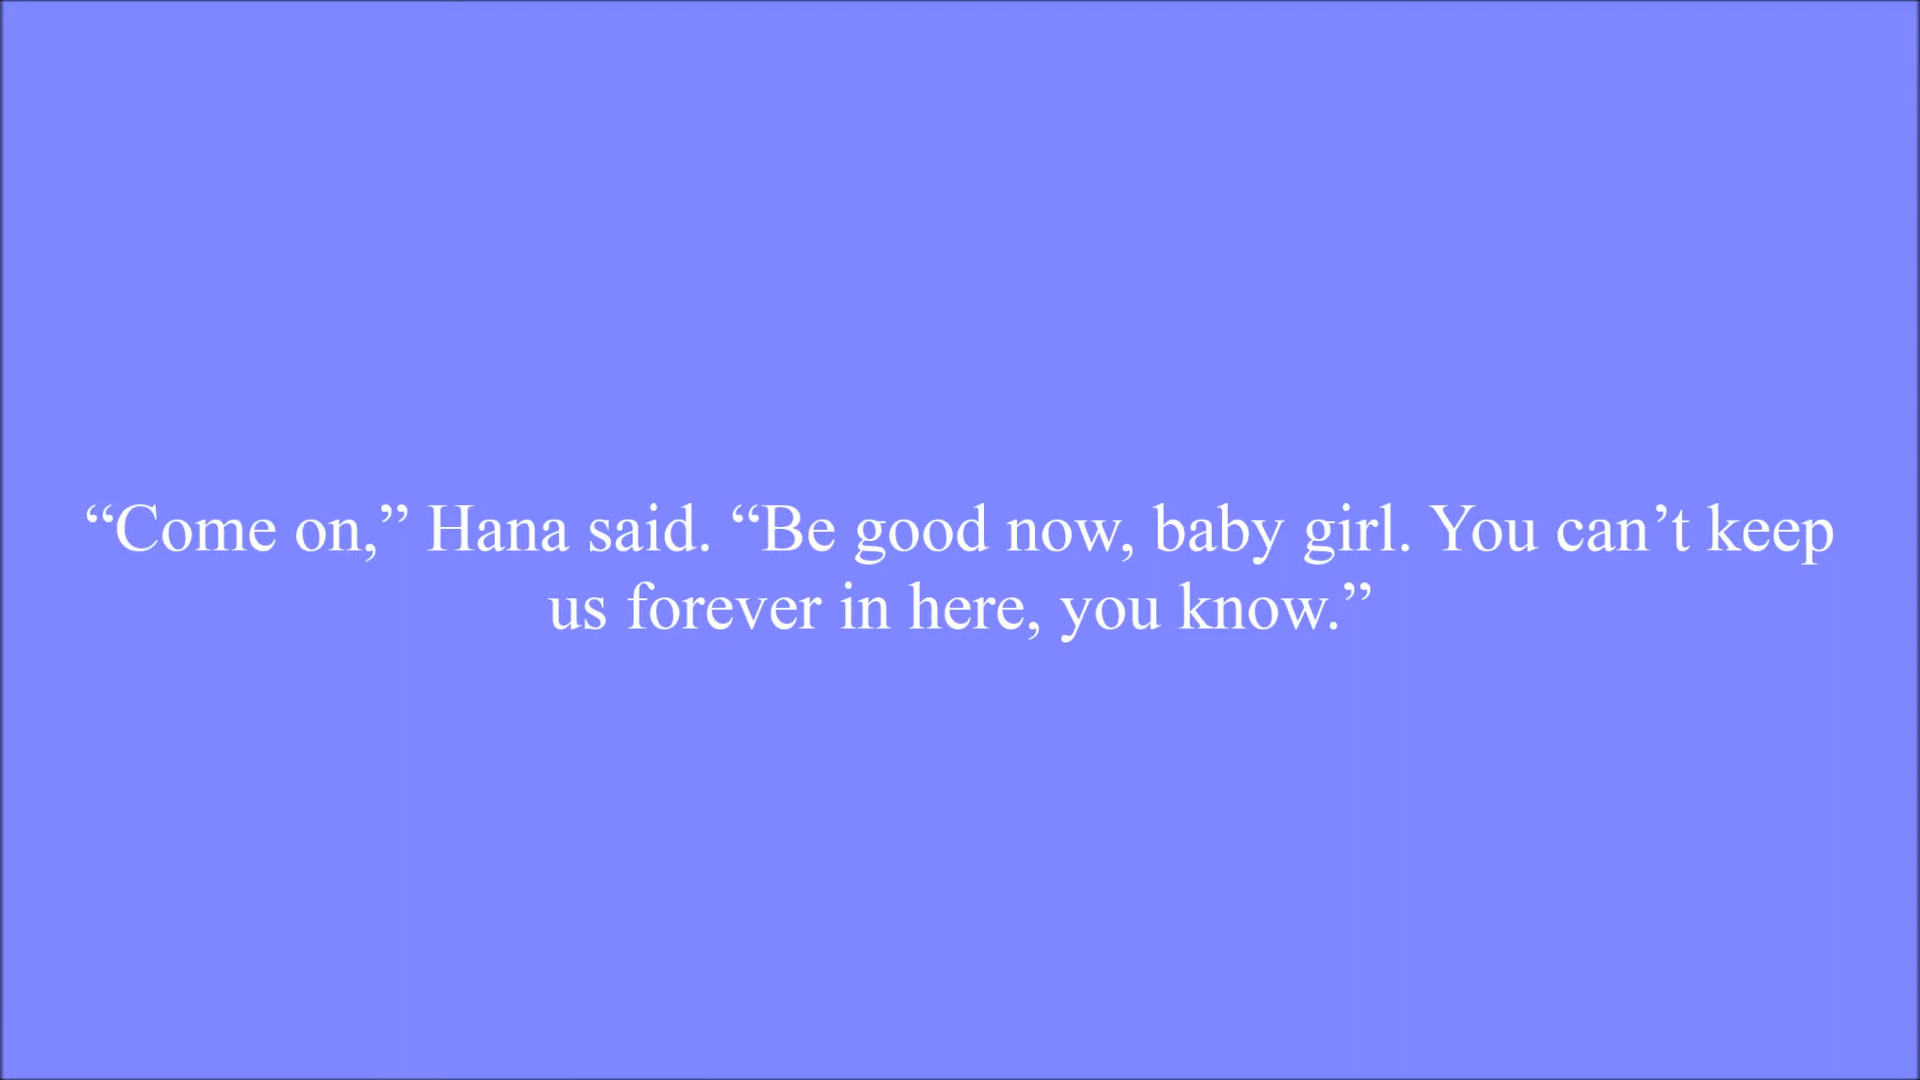 “Come on,” Hana said. “Be good now, baby girl. You can’t keep
us forever in here, you know.”